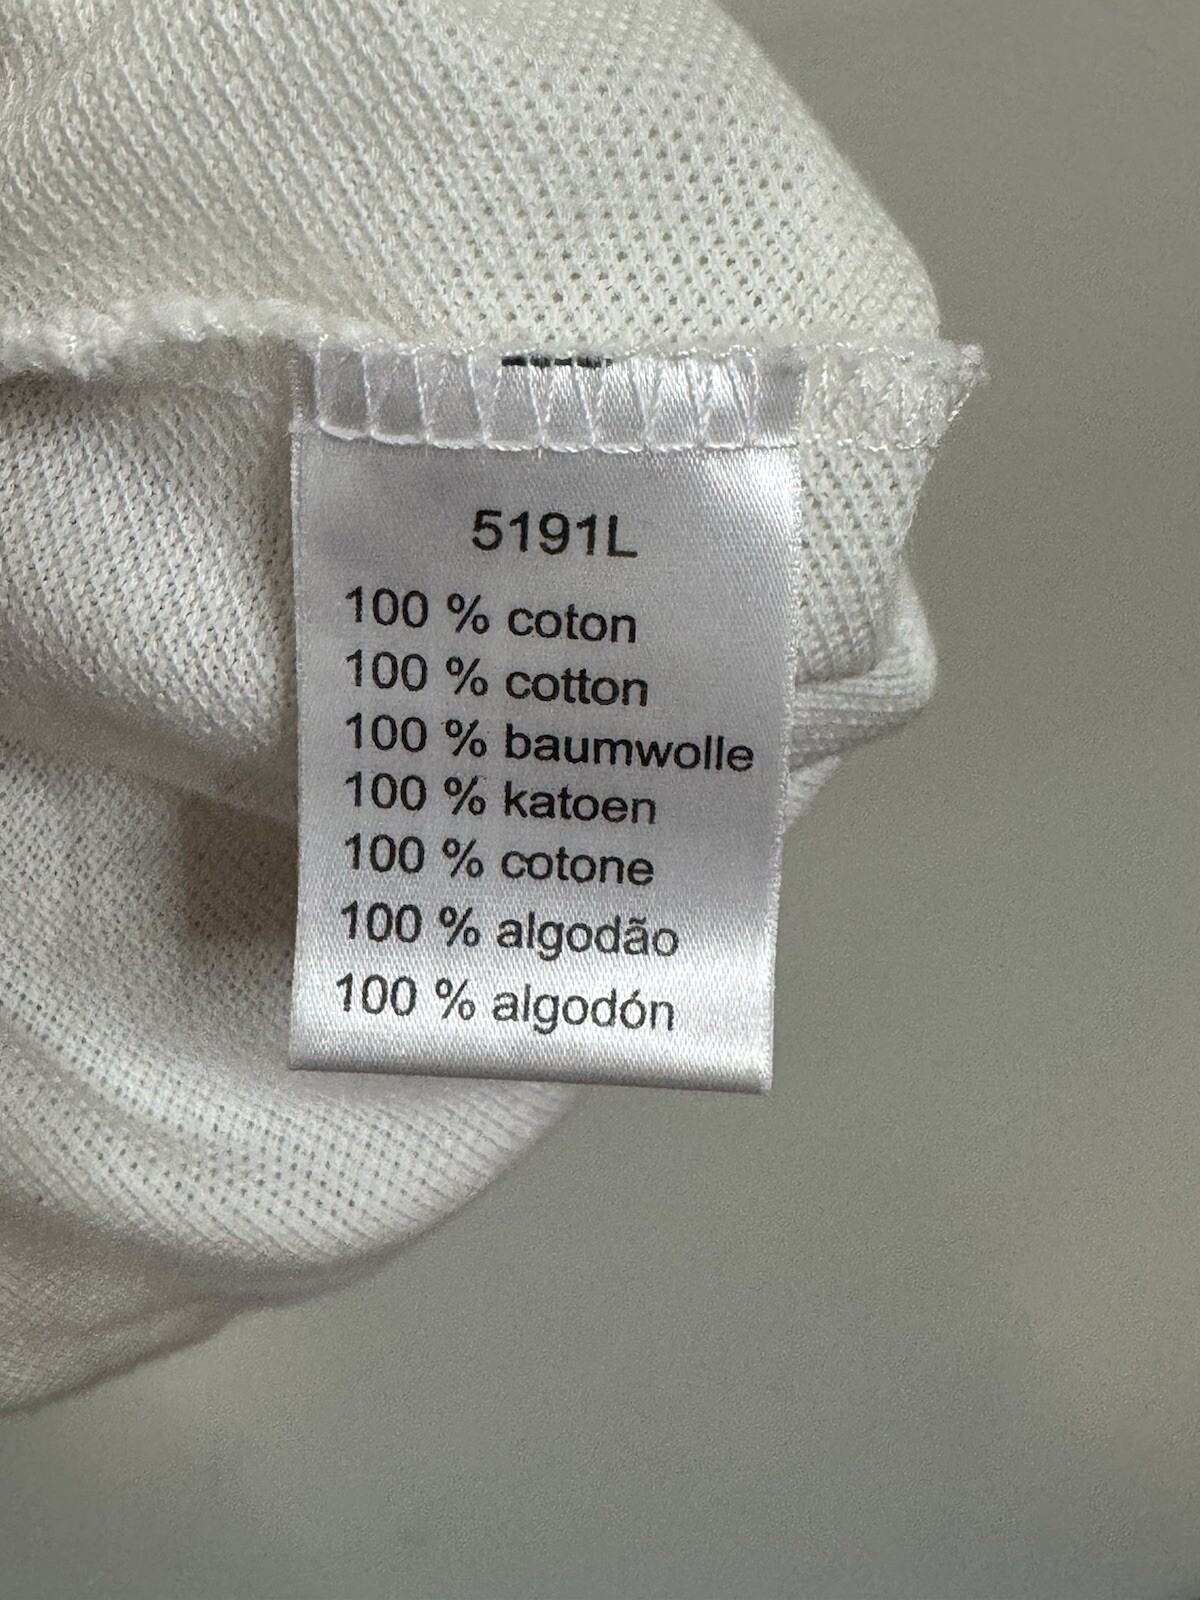 5191L
100 % coton
100 % cotton
100 % baumwolle
100 % katoen
100 % cotone
100 % algodão
100 % algodón